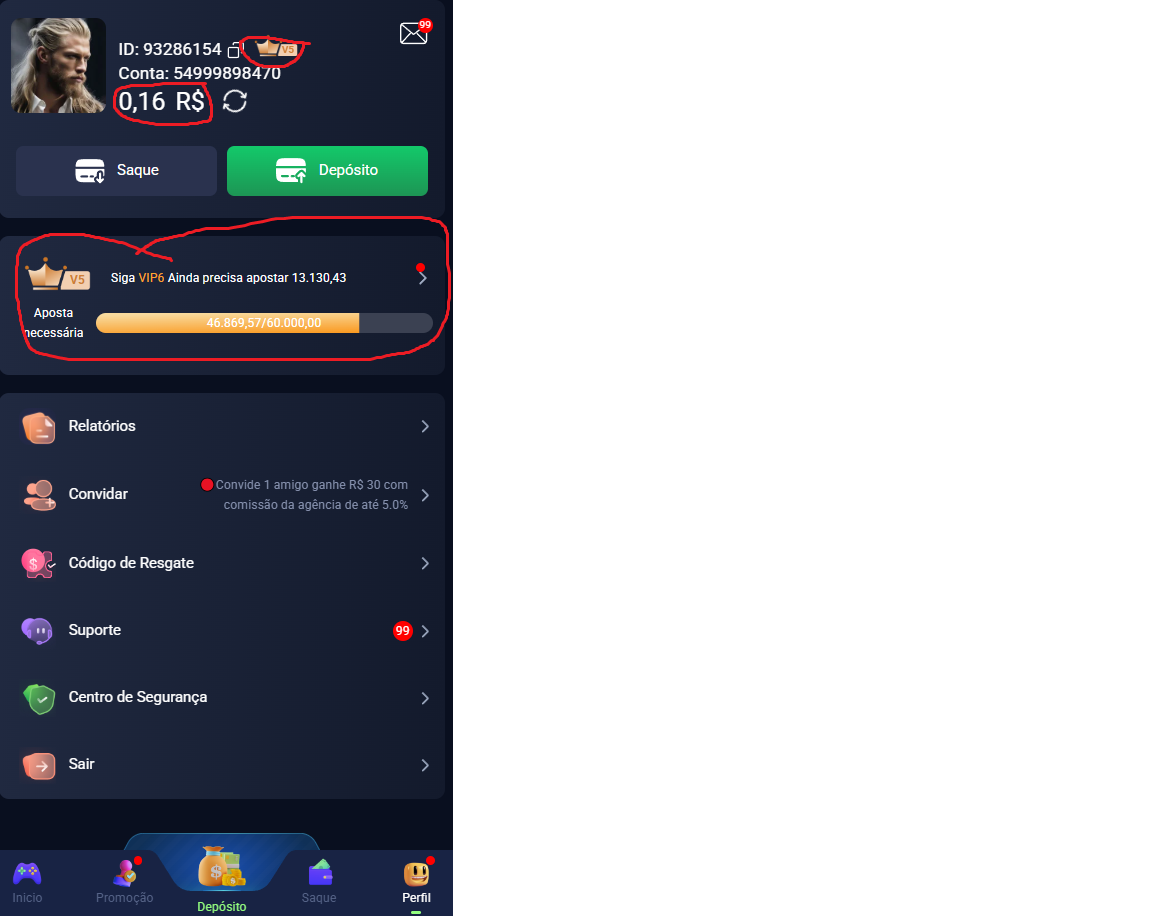 99
ID: 93286154
V5
Conta: 54999898470
0,16 R$
Saque
Depósito
V5
Siga VIP6 Ainda precisa apostar 13.130,43
Aposta
necessária
46.869,57/60.000,00
Relatórios
Convidar
Convide 1 amigo ganhe R$ 30 com
comissão da agência de até 5.0%
Código de Resgate
Suporte
99
Centro de Segurança
Sair
Inicio
Promoção
Depósito
Saque
Perfil